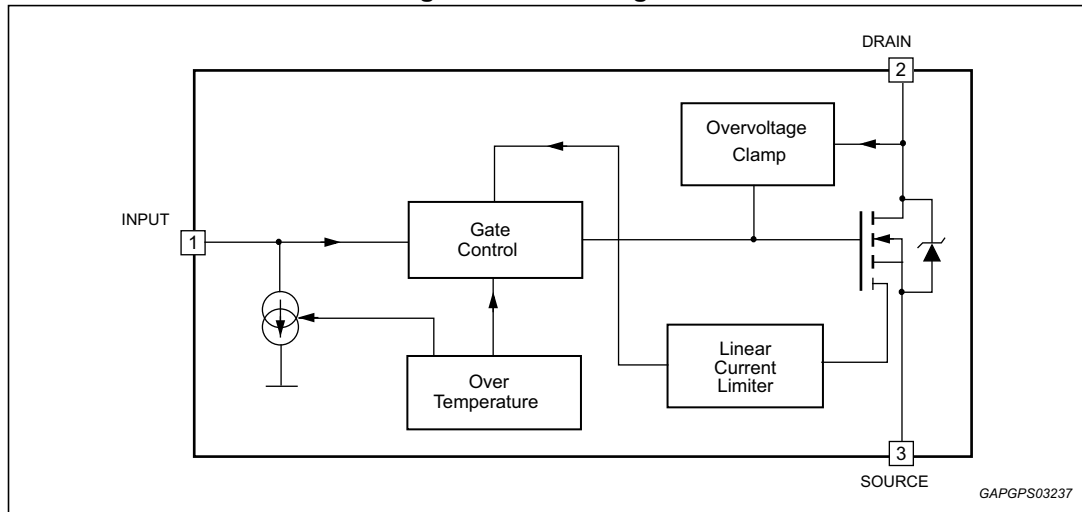 DRAIN
2
Overvoltage
Clamp
INPUT
1
Gate
Control
Linear
Current
Limiter
Over
Temperature
3
SOURCE
GAPGPS03237